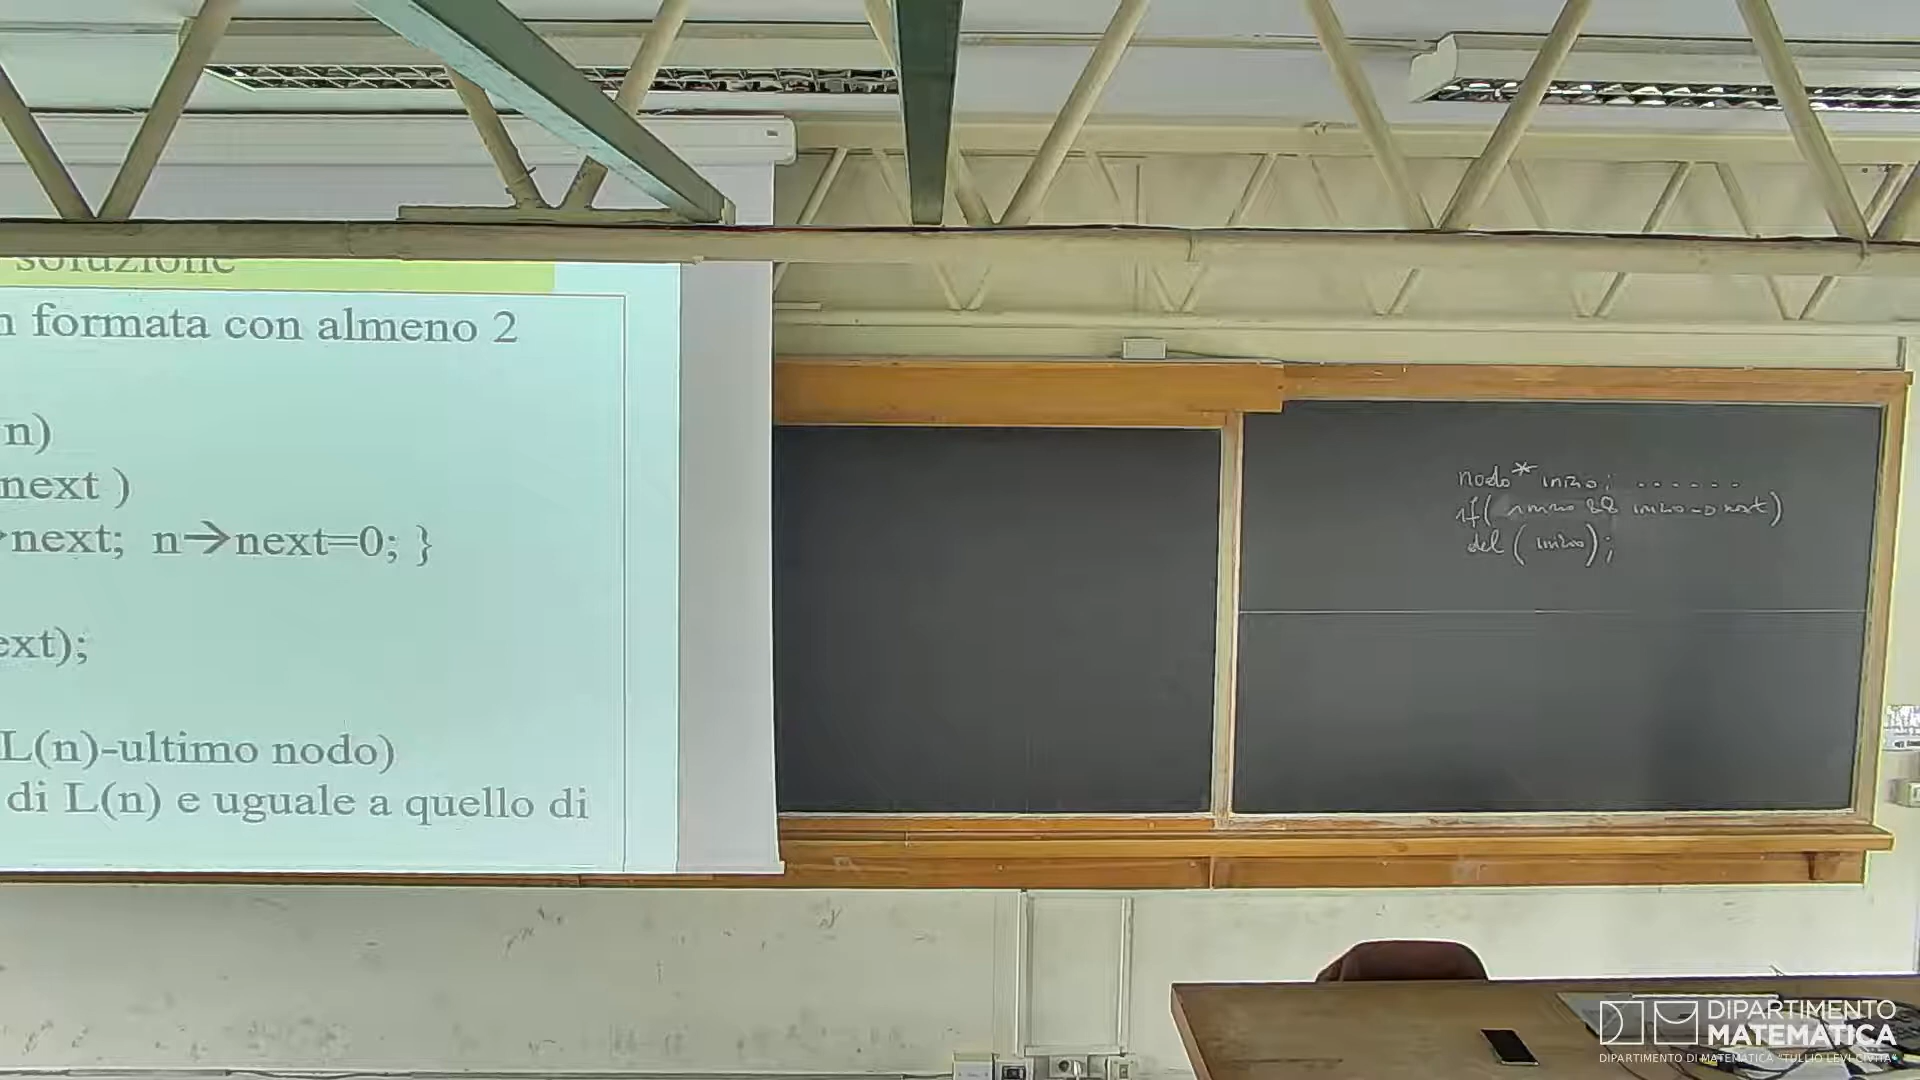 soluzione
n formata con almeno 2
n)
next )
next; n→next=0; }
ext);
L(n)-ultimo nodo)
di L(n) e uguale a quello di
nodo* inizio; ......
if( inizio && inizio->next)
del (inizio);
DIPARTIMENTO
MATEMATICA
DIPARTIMENTO DI MATEMATICA "TULLIO LEVI-CIVITA"